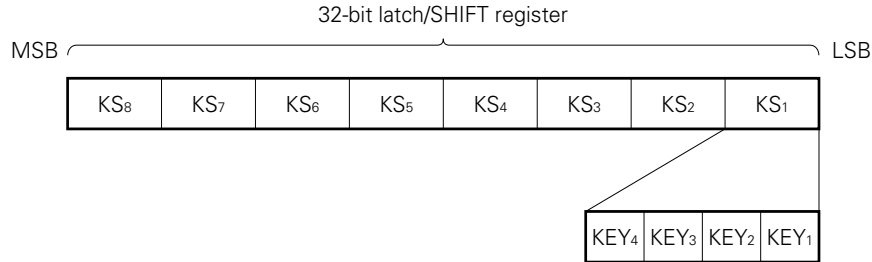 32-bit latch/SHIFT register
MSB LSB
KS₈ KS₇ KS₆ KS₅ KS₄ KS₃ KS₂ KS₁
KEY₄ KEY₃ KEY₂ KEY₁